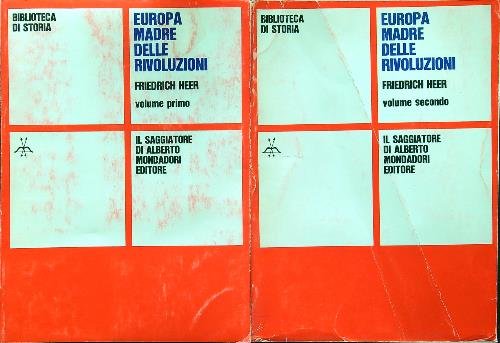 BIBLIOTECA
DI STORIA
EUROPA
MADRE
DELLE
RIVOLUZIONI
FRIEDRICH HEER
volume primo
IL SAGGIATORE
DI ALBERTO
MONDADORI
EDITORE
BIBLIOTECA
DI STORIA
EUROPA
MADRE
DELLE
RIVOLUZIONI
FRIEDRICH HEER
volume secondo
IL SAGGIATORE
DI ALBERTO
MONDADORI
EDITORE